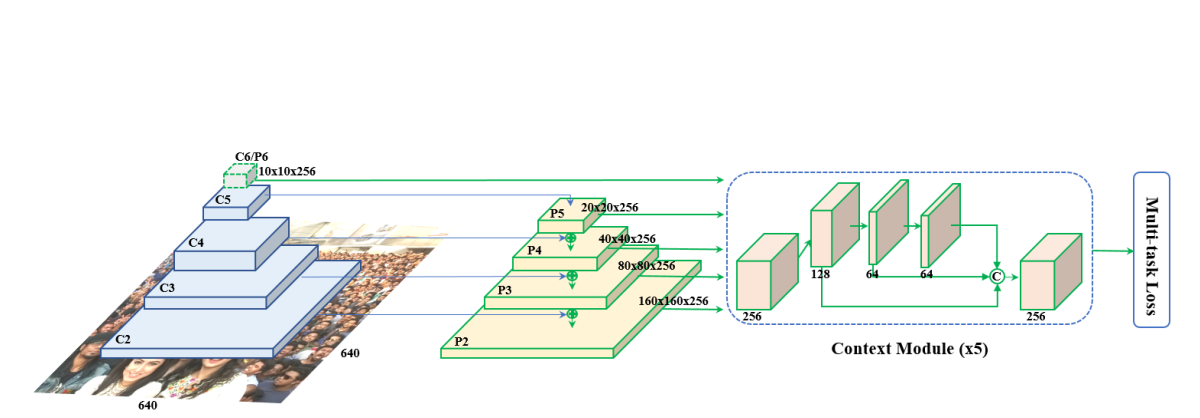 C6/P6
10x10x256
C5
P5
20x20x256
C4
P4
40x40x256
C3
P3
80x80x256
C2
P2
160x160x256
640
640
256
128
64
64
C
256
Context Module (x5)
Multi-task Loss